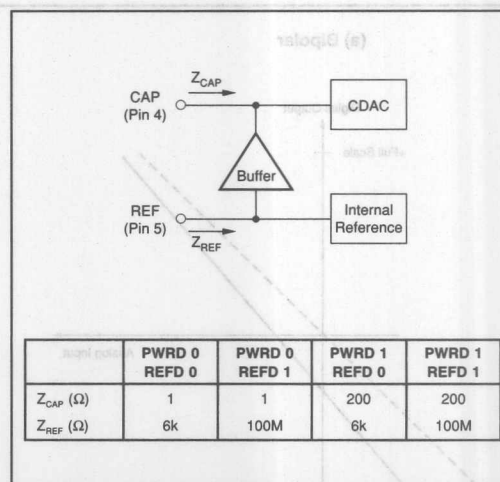 Z_CAP
CAP
(Pin 4)
CDAC
Buffer
REF
(Pin 5)
Z_REF
Internal
Reference
PWRD 0 REFD 0 PWRD 0 REFD 1 PWRD 1 REFD 0 PWRD 1 REFD 1
Z_CAP (Ω) 1 1 200 200
Z_REF (Ω) 6k 100M 6k 100M